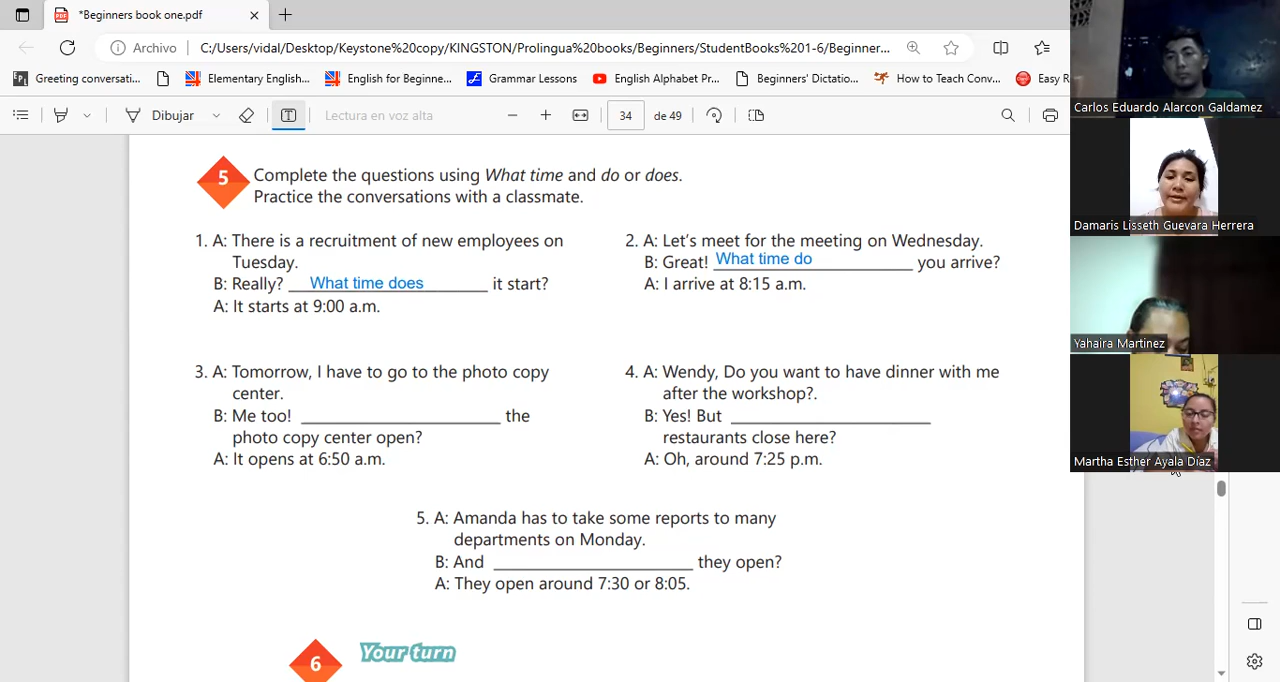 *Beginners book one.pdf
Archivo
C:/Users/vidal/Desktop/Keystone%20copy/KINGSTON/Prolingua%20books/Beginners/StudentBooks%201-6/Beginner...
Greeting conversati...
Elementary English...
English for Beginne...
Grammar Lessons
English Alphabet Pr...
Beginners' Dictatio...
How to Teach Conv...
Easy R
Dibujar
Lectura en voz alta
34
de 49
5
Complete the questions using What time and do or does.
Practice the conversations with a classmate.
1. A: There is a recruitment of new employees on
Tuesday.
B: Really? What time does it start?
A: It starts at 9:00 a.m.
2. A: Let's meet for the meeting on Wednesday.
B: Great! What time do you arrive?
A: I arrive at 8:15 a.m.
3. A: Tomorrow, I have to go to the photo copy
center.
B: Me too! ____________________ the
photo copy center open?
A: It opens at 6:50 a.m.
4. A: Wendy, Do you want to have dinner with me
after the workshop?.
B: Yes! But ____________________
restaurants close here?
A: Oh, around 7:25 p.m.
5. A: Amanda has to take some reports to many
departments on Monday.
B: And ____________________ they open?
A: They open around 7:30 or 8:05.
6
Your turn
Carlos Eduardo Alarcon Galdamez
Damaris Lisseth Guevara Herrera
Yahaira Martinez
Martha Esther Ayala Díaz